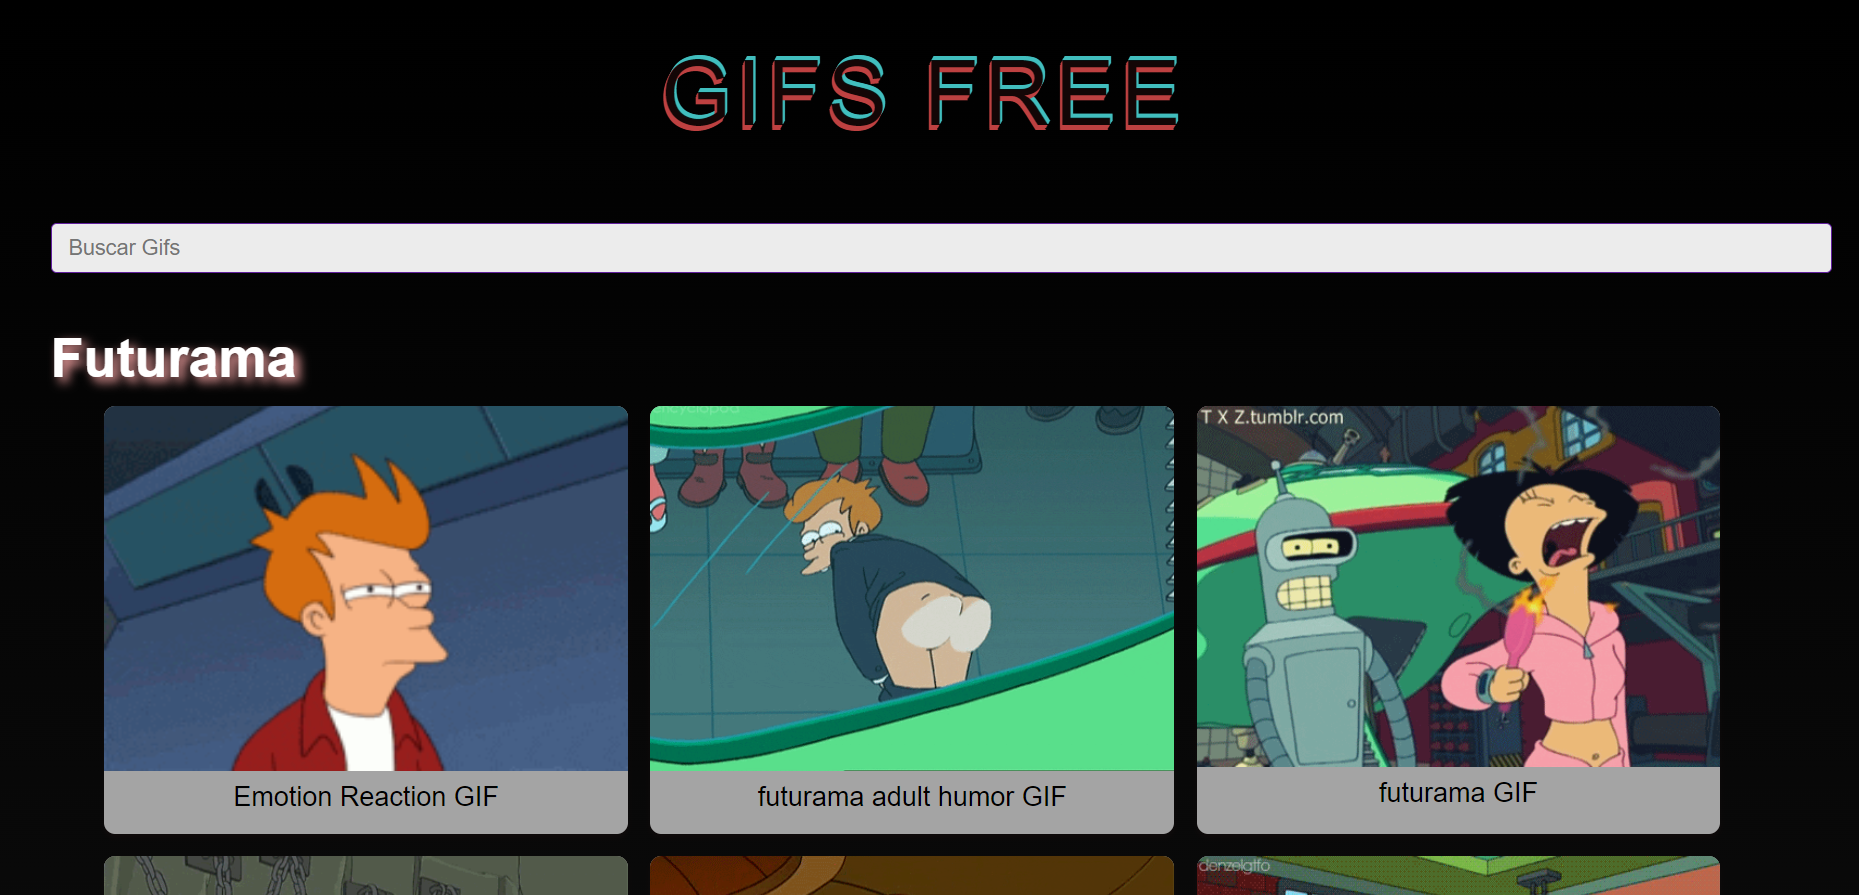 GIFS FREE
Buscar Gifs
Futurama
T X Z.tumblr.com
Emotion Reaction GIF
futurama adult humor GIF
futurama GIF
denzelgifo